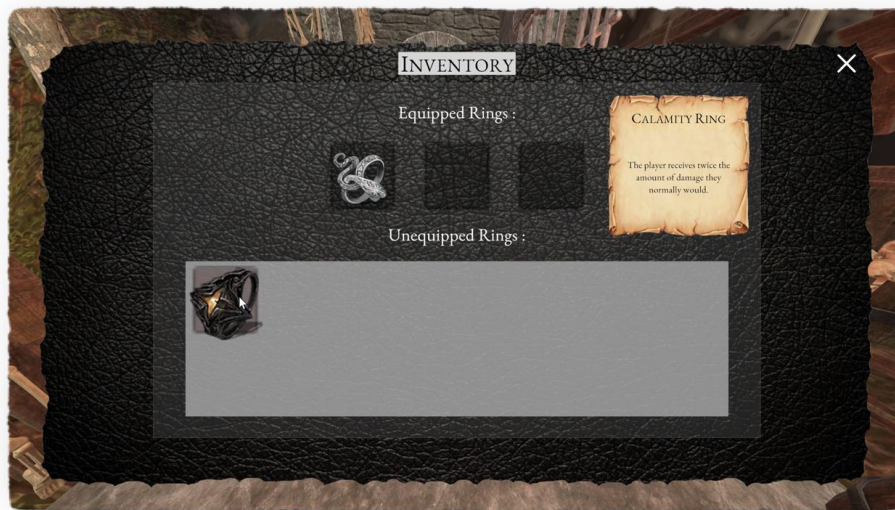 Inventory
Equipped Rings :
Calamity Ring
The player receives twice the
amount of damage they
normally would.
Unequipped Rings :